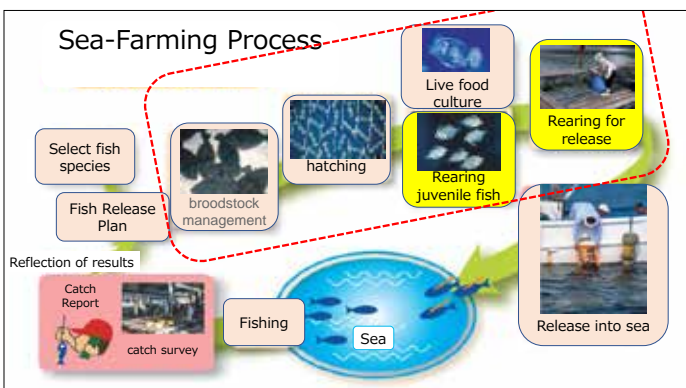 Sea-Farming Process
Select fish
species
Fish Release
Plan
broodstock
management
hatching
Live food
culture
Rearing
juvenile fish
Rearing for
release
Release into sea
Sea
Fishing
Reflection of results
Catch
Report
catch survey